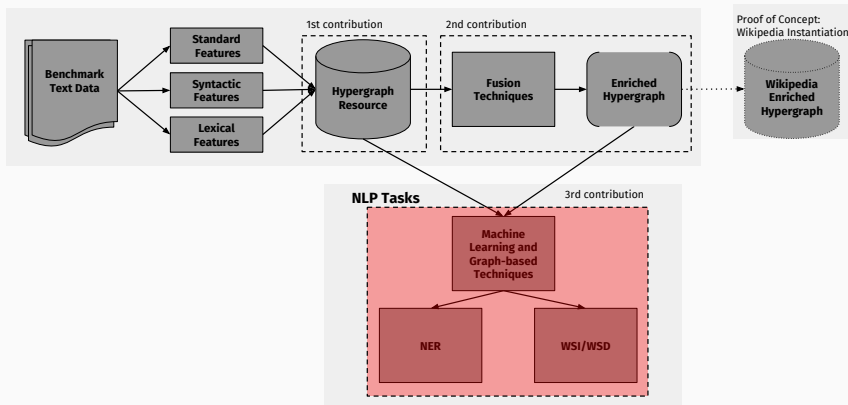 1st contribution
2nd contribution
Proof of Concept:
Wikipedia Instantiation
Benchmark
Text Data
Standard
Features
Syntactic
Features
Lexical
Features
Hypergraph
Resource
Fusion
Techniques
Enriched
Hypergraph
Wikipedia
Enriched
Hypergraph
NLP Tasks
3rd contribution
Machine
Learning and
Graph-based
Techniques
NER
WSI/WSD